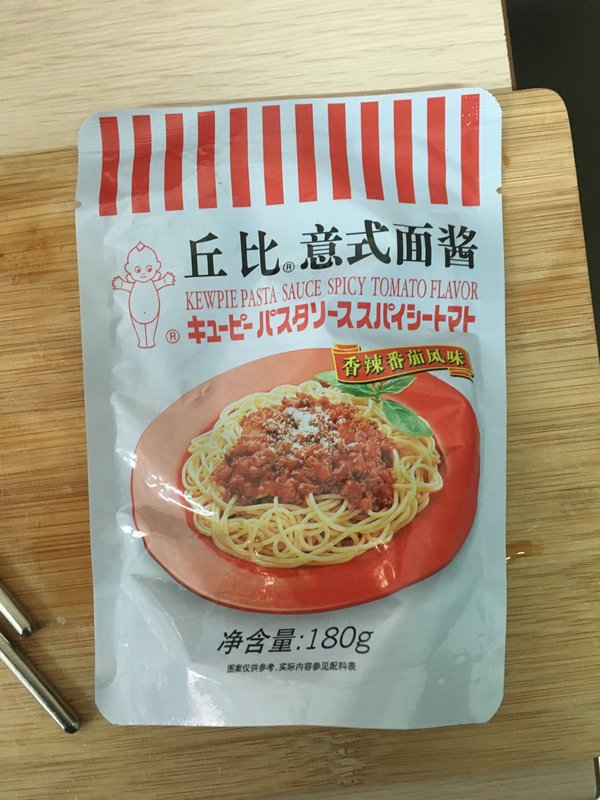 丘比®意式面酱
KEWPIE PASTA SAUCE SPICY TOMATO FLAVOR
®キューピーパスタソーススパイシートマト
香辣番茄风味
净含量:180g
图案仅供参考,实际内容参见配料表